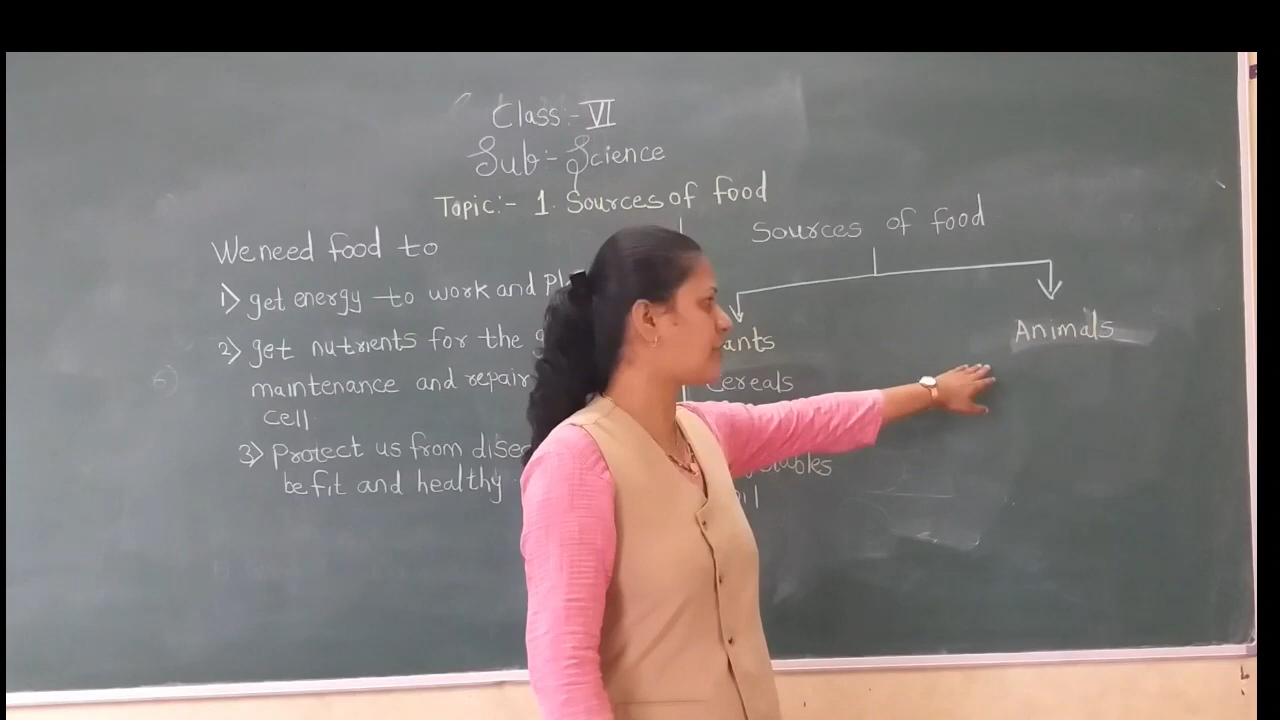 Class:- VI
Sub:- Science
Topic:- 1. Sources of food
We need food to
1) get energy to work and
2) get nutrients for the
maintenance and repair
cell
3) Protect us from
be fit and healthy
Sources of food
Animals
Cereals